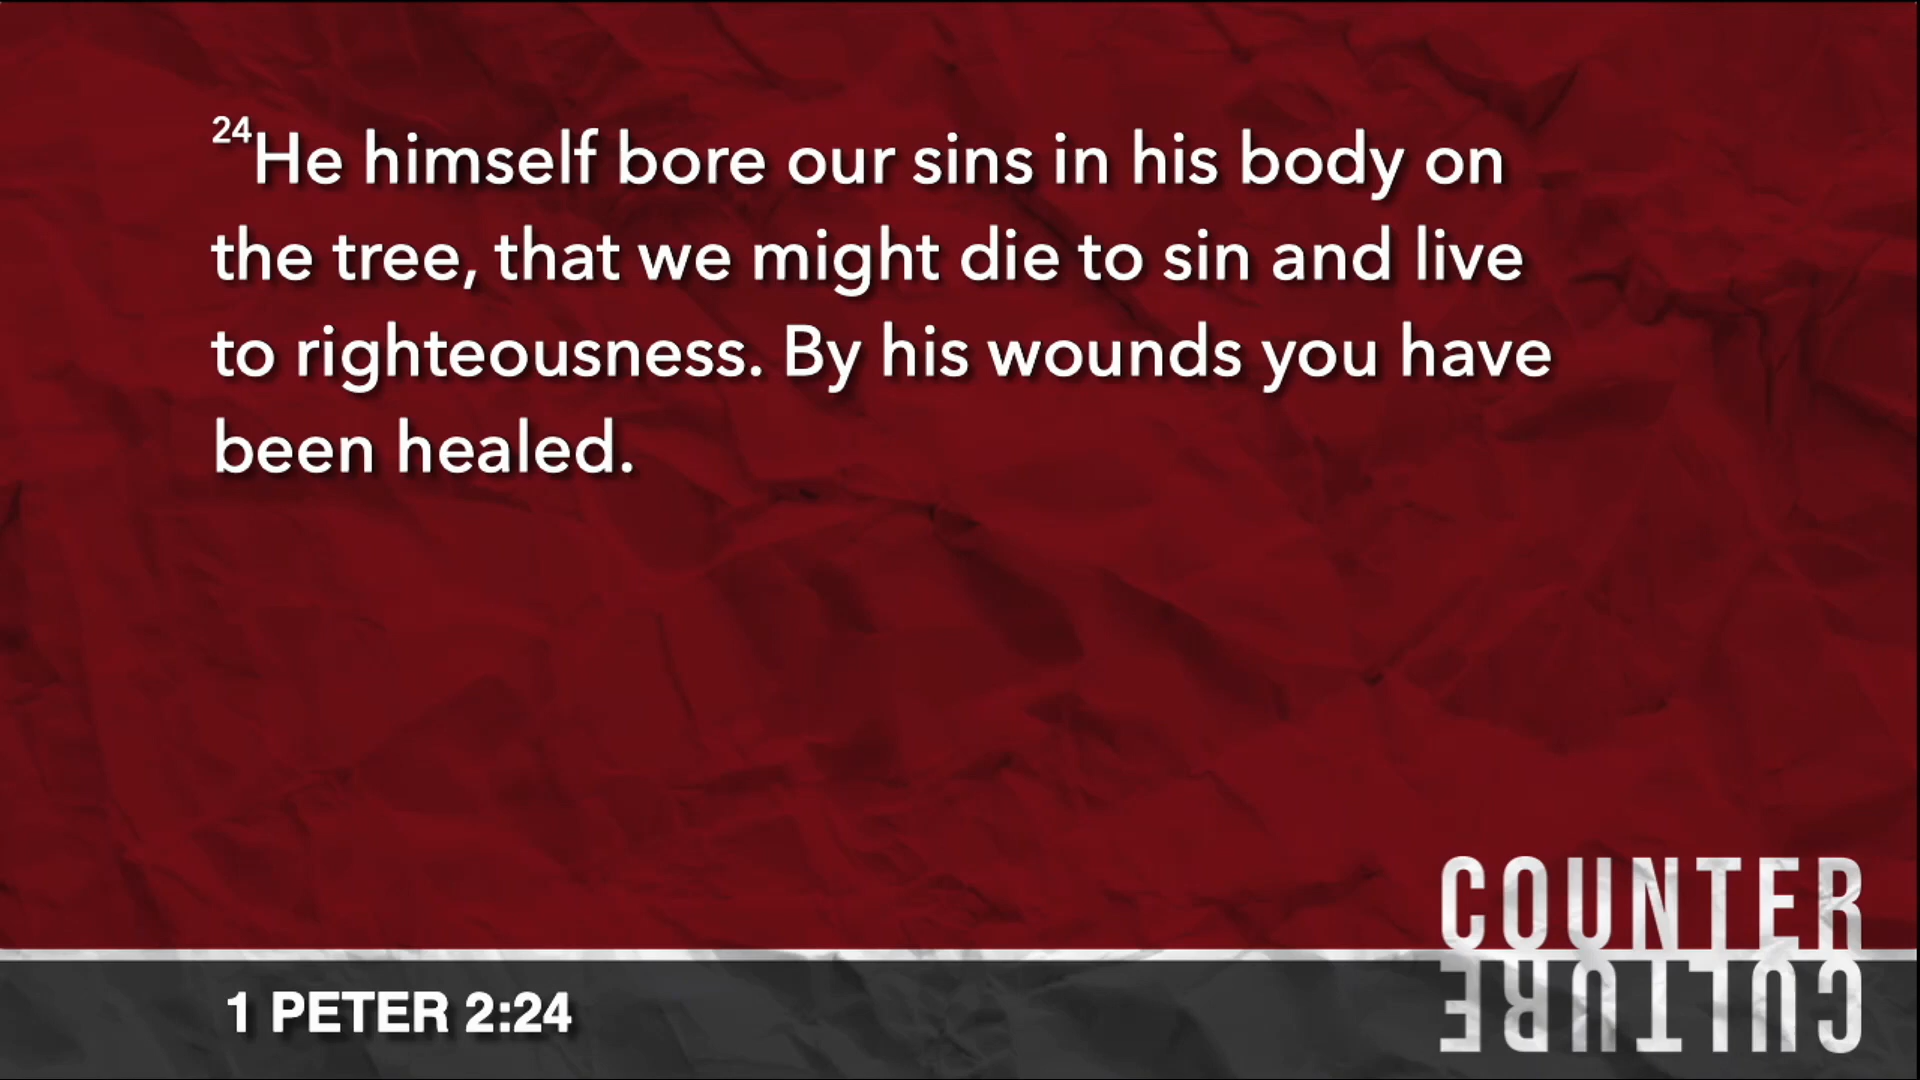 24He himself bore our sins in his body on
the tree, that we might die to sin and live
to righteousness. By his wounds you have
been healed.
COUNTER
CULTURE
1 PETER 2:24